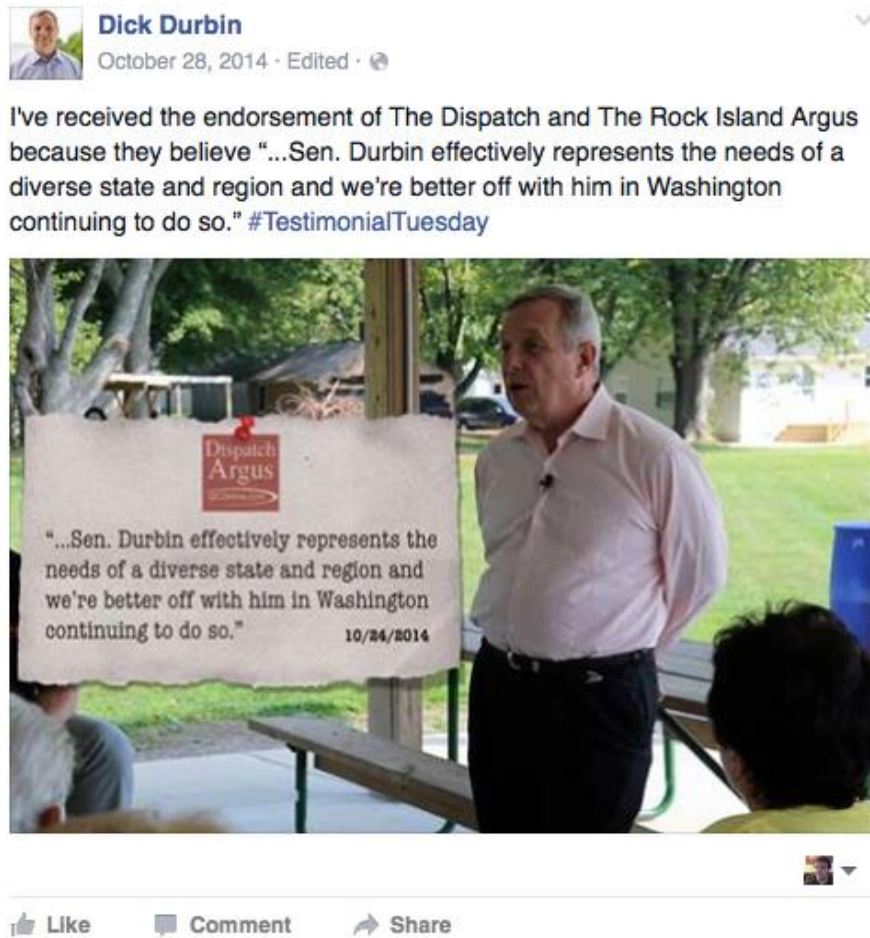 Dick Durbin
October 28, 2014 · Edited ·
I've received the endorsement of The Dispatch and The Rock Island Argus
because they believe “...Sen. Durbin effectively represents the needs of a
diverse state and region and we're better off with him in Washington
continuing to do so.” #TestimonialTuesday
Dispatch
Argus
“...Sen. Durbin effectively represents the
needs of a diverse state and region and
we're better off with him in Washington
continuing to do so.”
10/24/2014
Like Comment Share